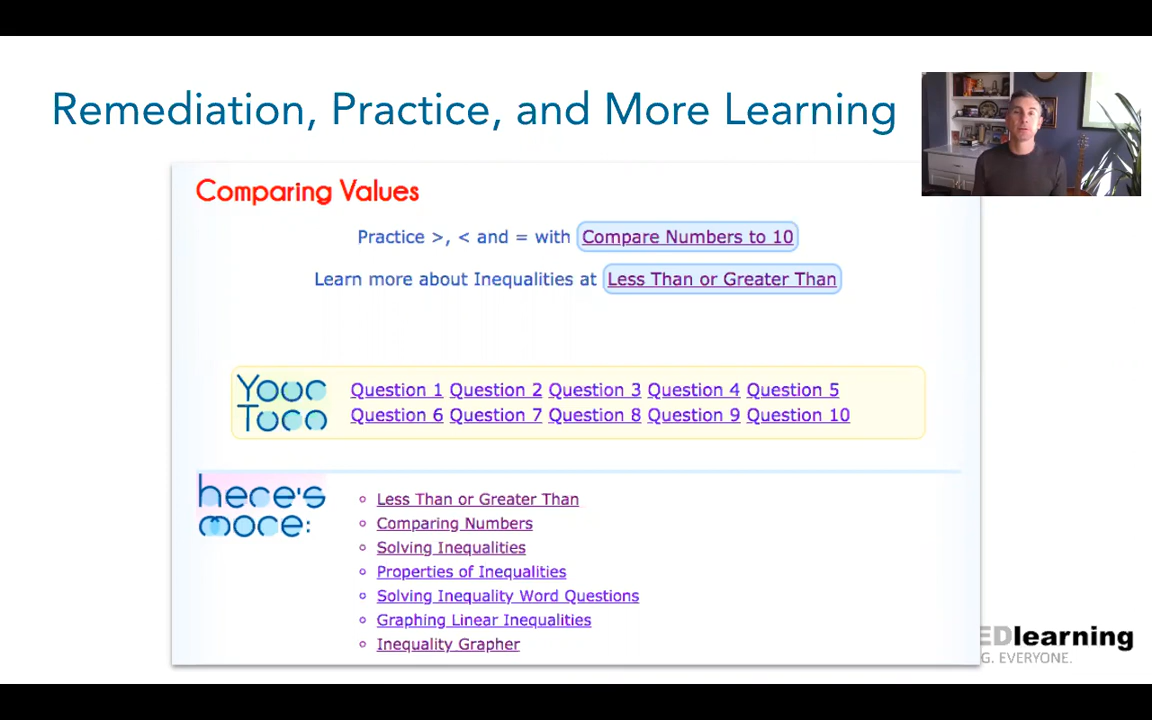 Remediation, Practice, and More Learning
Comparing Values
Practice >, < and = with Compare Numbers to 10
Learn more about Inequalities at Less Than or Greater Than
Your Turn
Question 1 Question 2 Question 3 Question 4 Question 5
Question 6 Question 7 Question 8 Question 9 Question 10
here's more:
Less Than or Greater Than
Comparing Numbers
Solving Inequalities
Properties of Inequalities
Solving Inequality Word Questions
Graphing Linear Inequalities
Inequality Grapher
EDlearning
G. EVERYONE.